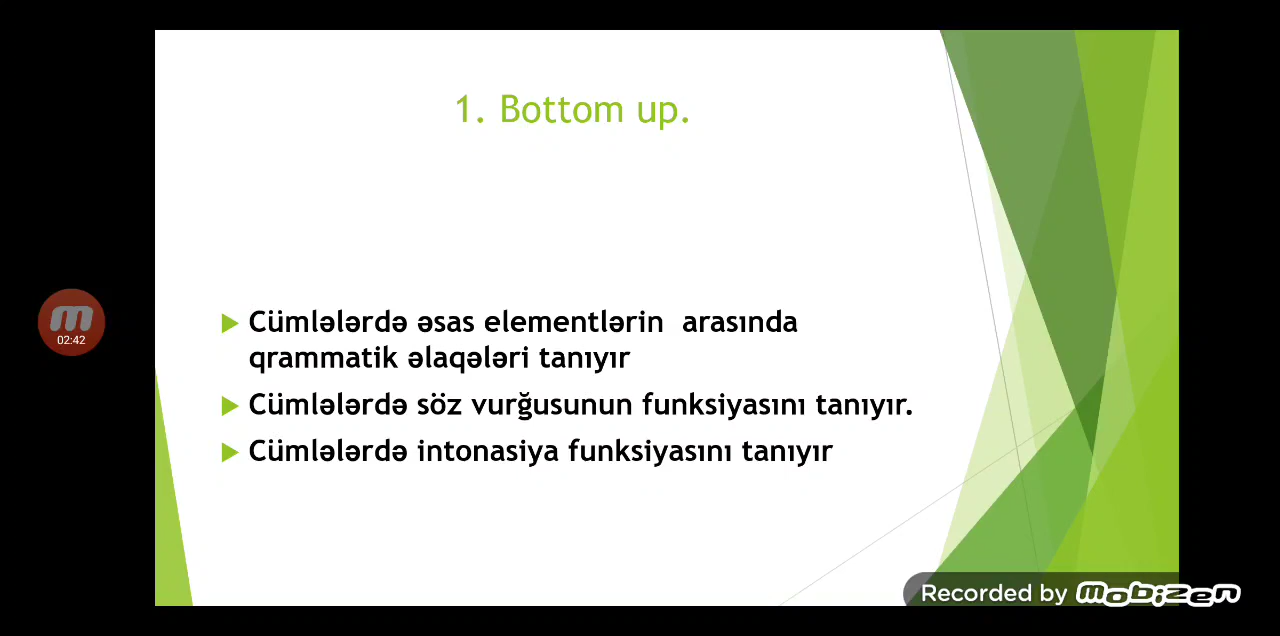 1. Bottom up.
Cümlələrdə əsas elementlərin arasında
qrammatik əlaqələri tanıyır
Cümlələrdə söz vurğusunun funksiyasını tanıyır.
Cümlələrdə intonasiya funksiyasını tanıyır
m
02:42
Recorded by mobizen